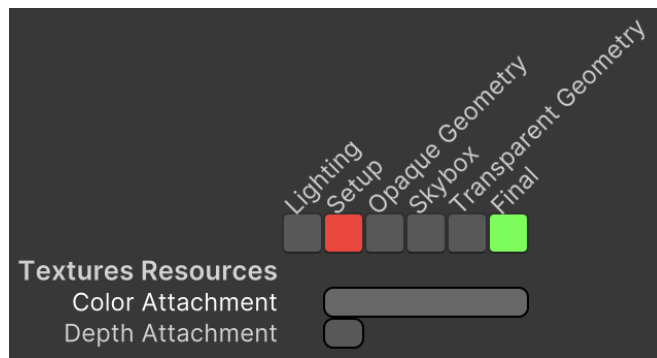 Lighting
Setup
Opaque Geometry
Skybox
Transparent Geometry
Final
Textures Resources
Color Attachment
Depth Attachment